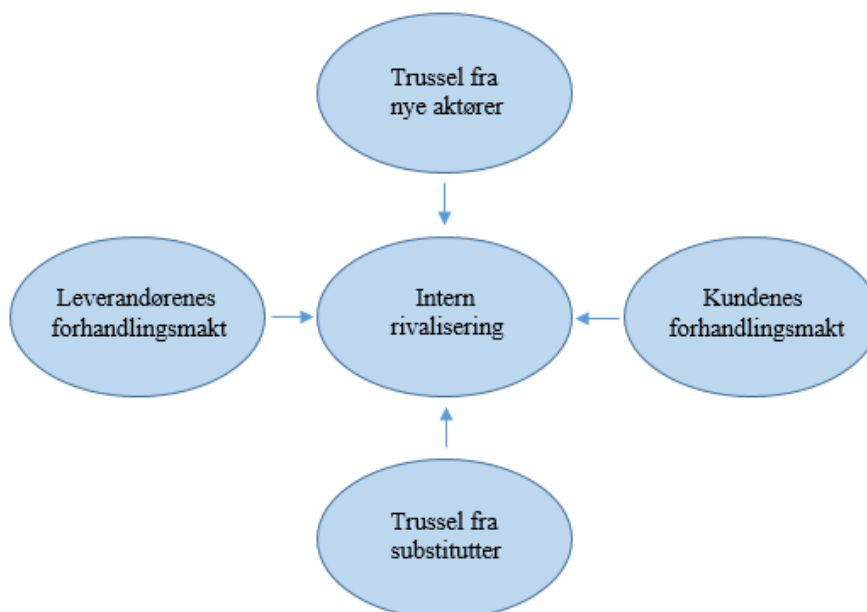 Trussel fra
nye aktører
Leverandørenes
forhandlingsmakt
Intern
rivalisering
Kundenes
forhandlingsmakt
Trussel fra
substitutter